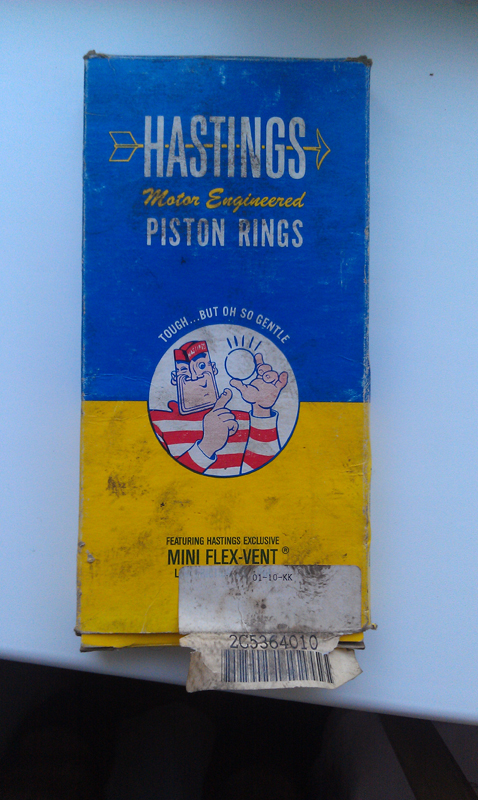 HASTINGS
Motor Engineered
PISTON RINGS
TOUGH...BUT OH SO GENTLE
FEATURING HASTINGS EXCLUSIVE
MINI FLEX-VENT®
01-10-KK
2C5364010